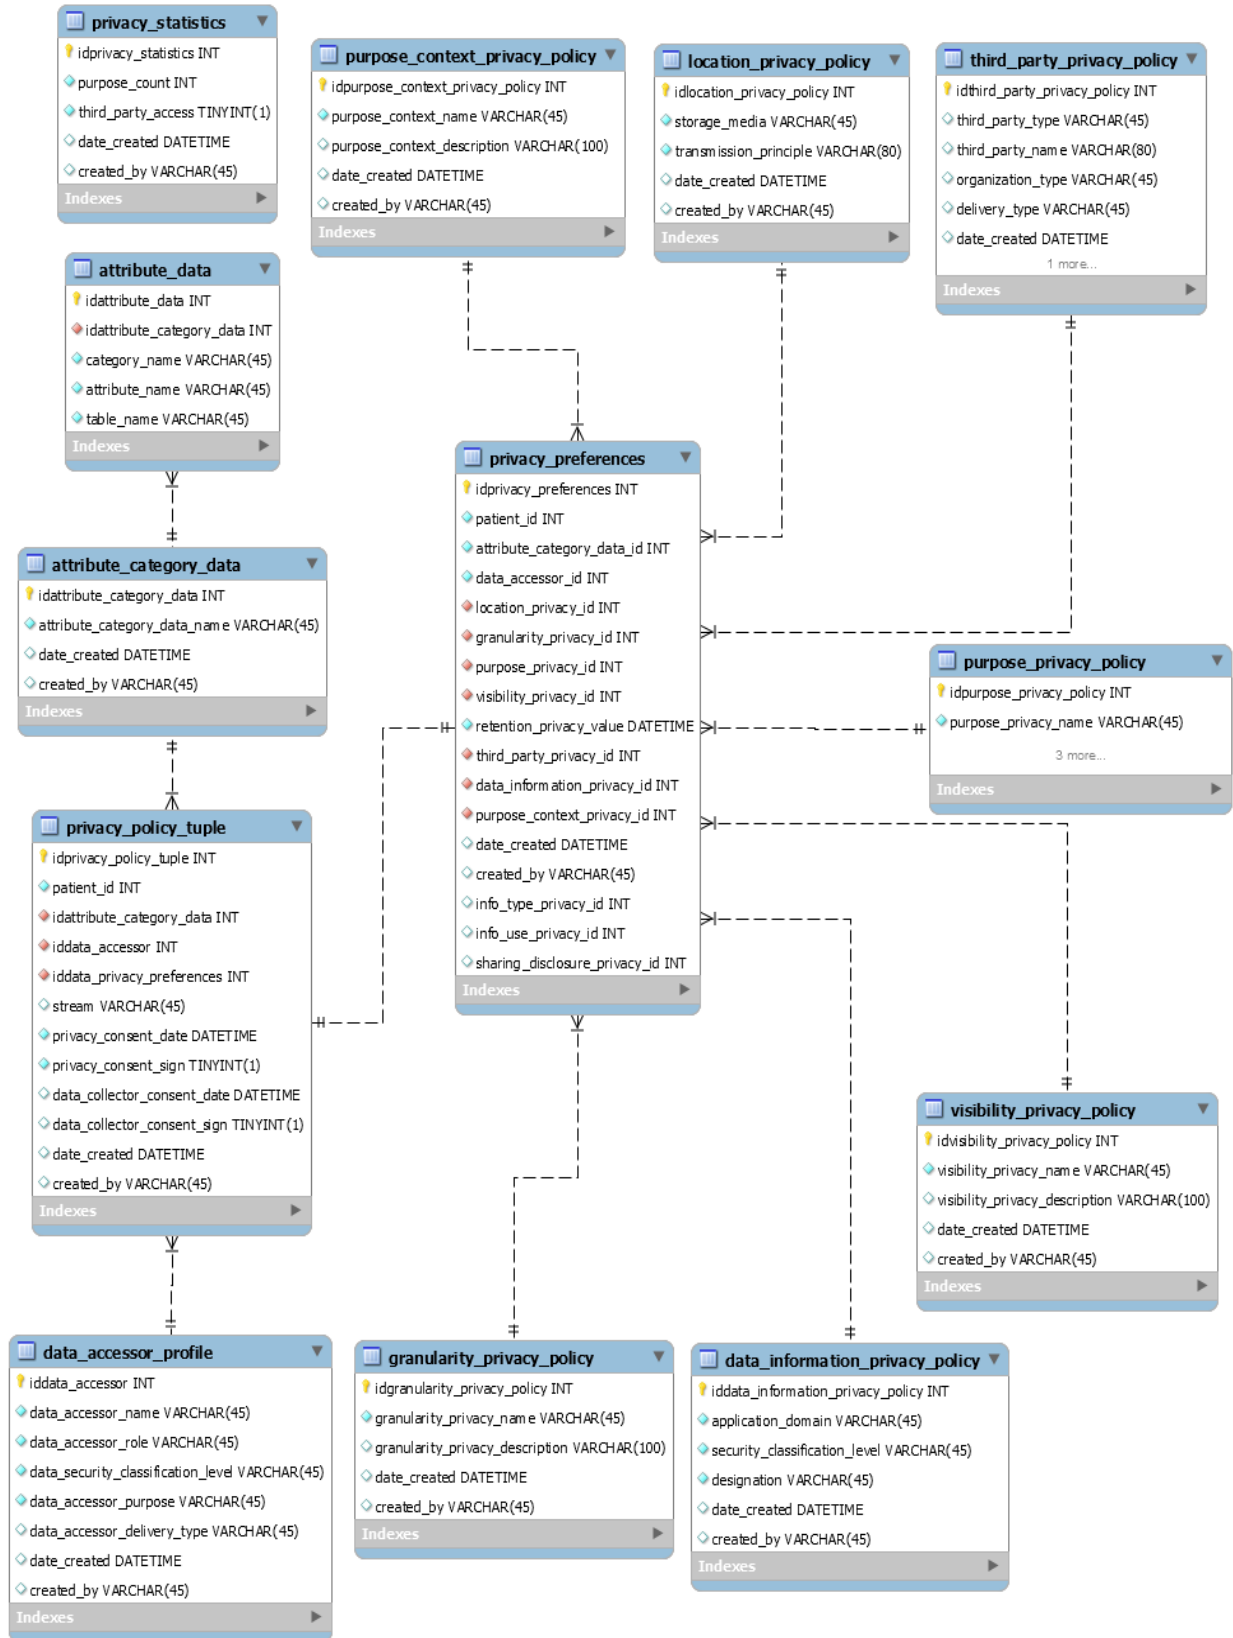 privacy_statistics
idprivacy_statistics INT
purpose_count INT
third_party_access TINYINT(1)
date_created DATETIME
created_by VARCHAR(45)
Indexes
purpose_context_privacy_policy
idpurpose_context_privacy_policy INT
purpose_context_name VARCHAR(45)
purpose_context_description VARCHAR(100)
date_created DATETIME
created_by VARCHAR(45)
Indexes
location_privacy_policy
idlocation_privacy_policy INT
storage_media VARCHAR(45)
transmission_principle VARCHAR(80)
date_created DATETIME
created_by VARCHAR(45)
Indexes
third_party_privacy_policy
idthird_party_privacy_policy INT
third_party_type VARCHAR(45)
third_party_name VARCHAR(80)
organization_type VARCHAR(45)
delivery_type VARCHAR(45)
date_created DATETIME
1 more...
Indexes
attribute_data
idattribute_data INT
idattribute_category_data INT
category_name VARCHAR(45)
attribute_name VARCHAR(45)
table_name VARCHAR(45)
Indexes
privacy_preferences
idprivacy_preferences INT
patient_id INT
attribute_category_data_id INT
data_accessor_id INT
location_privacy_id INT
granularity_privacy_id INT
purpose_privacy_id INT
visibility_privacy_id INT
retention_privacy_value DATETIME
third_party_privacy_id INT
data_information_privacy_id INT
purpose_context_privacy_id INT
date_created DATETIME
created_by VARCHAR(45)
info_type_privacy_id INT
info_use_privacy_id INT
sharing_disclosure_privacy_id INT
Indexes
attribute_category_data
idattribute_category_data INT
attribute_category_data_name VARCHAR(45)
date_created DATETIME
created_by VARCHAR(45)
Indexes
purpose_privacy_policy
idpurpose_privacy_policy INT
purpose_privacy_name VARCHAR(45)
3 more...
Indexes
privacy_policy_tuple
idprivacy_policy_tuple INT
patient_id INT
idattribute_category_data INT
iddata_accessor INT
iddata_privacy_preferences INT
stream VARCHAR(45)
privacy_consent_date DATETIME
privacy_consent_sign TINYINT(1)
data_collector_consent_date DATETIME
data_collector_consent_sign TINYINT(1)
date_created DATETIME
created_by VARCHAR(45)
Indexes
visibility_privacy_policy
idvisibility_privacy_policy INT
visibility_privacy_name VARCHAR(45)
visibility_privacy_description VARCHAR(100)
date_created DATETIME
created_by VARCHAR(45)
Indexes
data_accessor_profile
iddata_accessor INT
data_accessor_name VARCHAR(45)
data_accessor_role VARCHAR(45)
data_security_classification_level VARCHAR(45)
data_accessor_purpose VARCHAR(45)
data_accessor_delivery_type VARCHAR(45)
date_created DATETIME
created_by VARCHAR(45)
Indexes
granularity_privacy_policy
idgranularity_privacy_policy INT
granularity_privacy_name VARCHAR(45)
granularity_privacy_description VARCHAR(100)
date_created DATETIME
created_by VARCHAR(45)
Indexes
data_information_privacy_policy
iddata_information_privacy_policy INT
application_domain VARCHAR(45)
security_classification_level VARCHAR(45)
designation VARCHAR(45)
date_created DATETIME
created_by VARCHAR(45)
Indexes